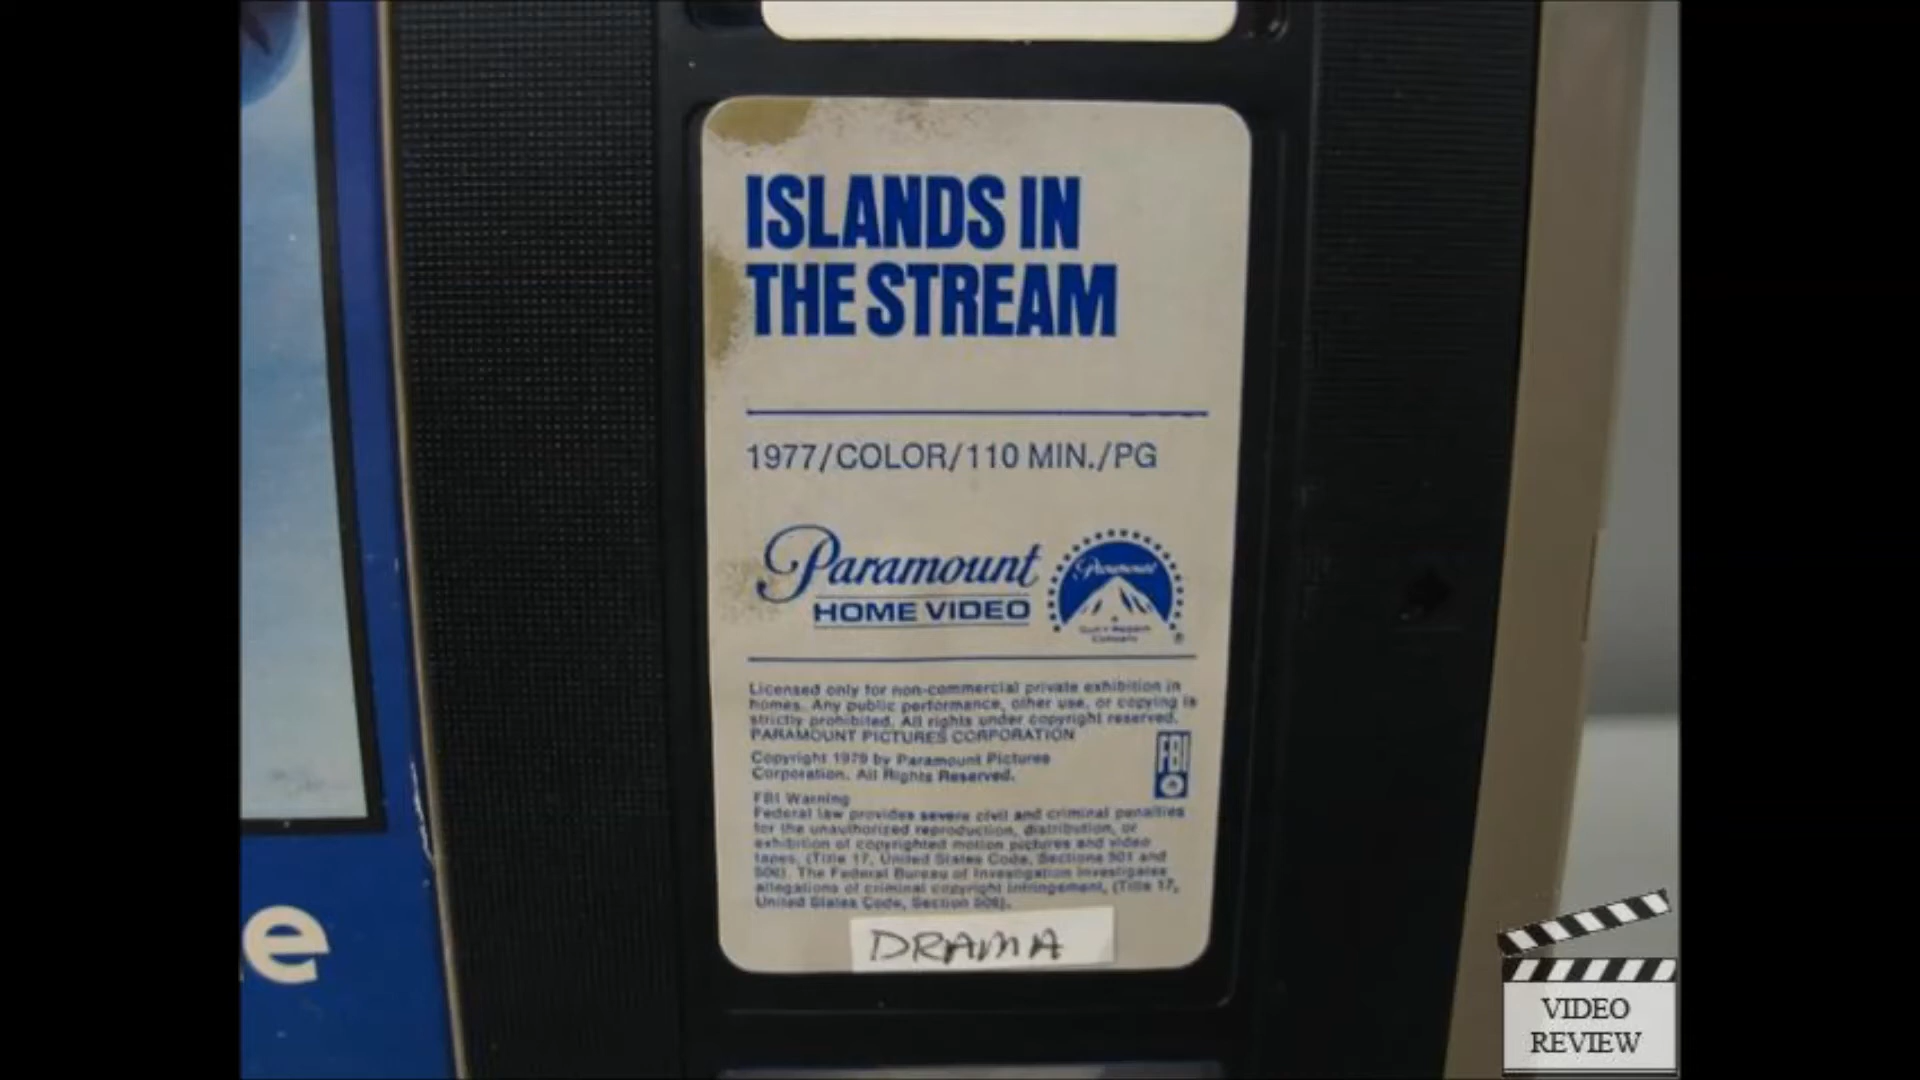 ISLANDS IN
THE STREAM
1977/COLOR/110 MIN./PG
Paramount
HOME VIDEO
Paramount
Licensed only for non-commercial private exhibition in
homes. Any public performance, other use, or copying is
strictly prohibited. All rights under copyright reserved.
PARAMOUNT PICTURES CORPORATION
Copyright 1979 by Paramount Pictures
Corporation. All Rights Reserved.
FBI
FBI Warning
Federal law provides severe civil and criminal penalties
for the unauthorized reproduction, distribution, or
exhibition of copyrighted motion pictures and video
tapes, (Title 17, United States Code, Sections 501 and
506). The Federal Bureau of Investigation investigates
allegations of criminal copyright infringement, (Title 17,
United States Code, Section 506).
DRAMA
e
VIDEO
REVIEW